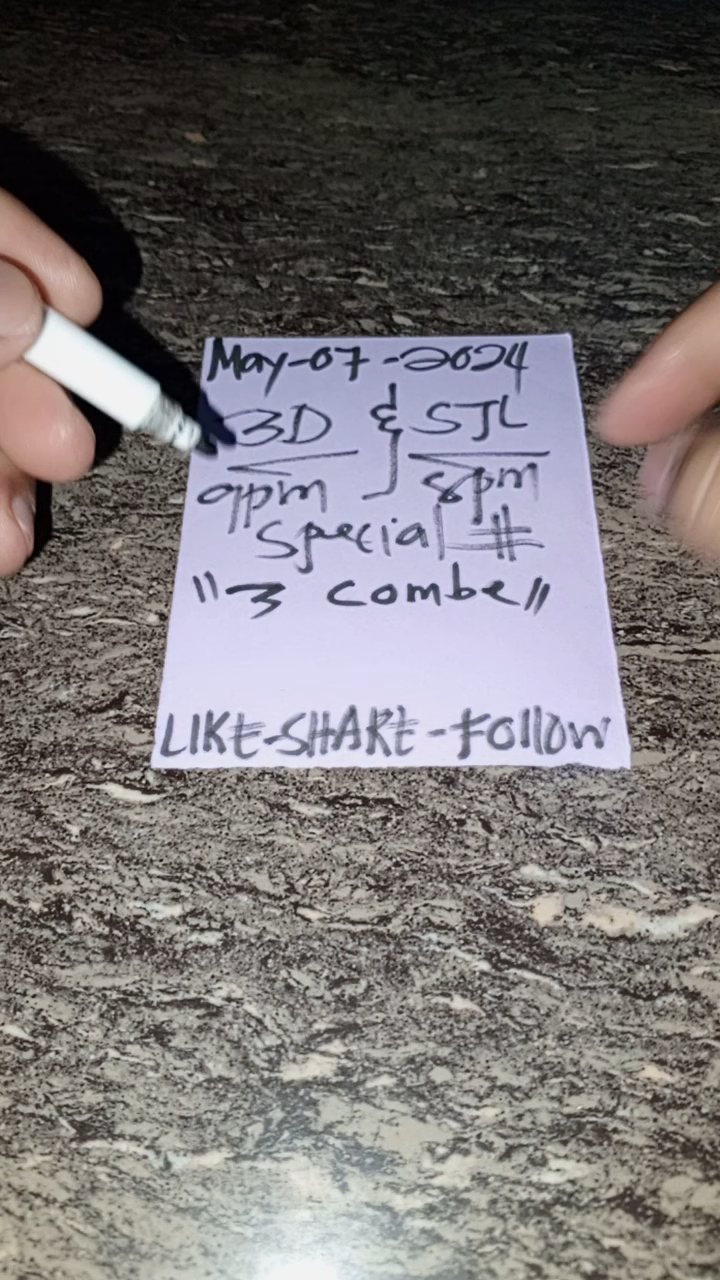 May-07-2024
3D & STL
9pm 8pm
Special #
"3 combe"
LIKE-SHARE-Follow